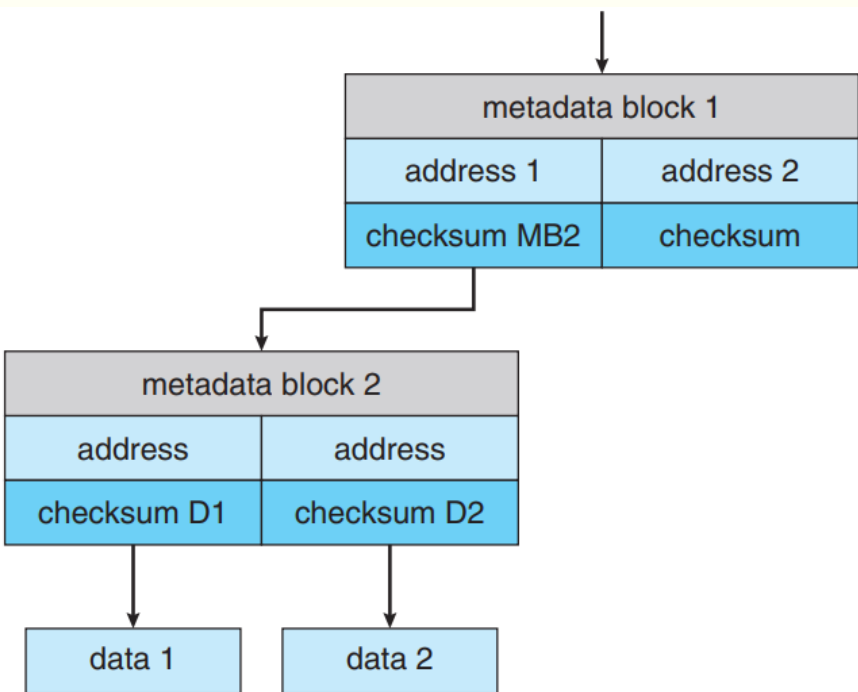 metadata block 1
address 1 address 2
checksum MB2 checksum
metadata block 2
address address
checksum D1 checksum D2
data 1 data 2